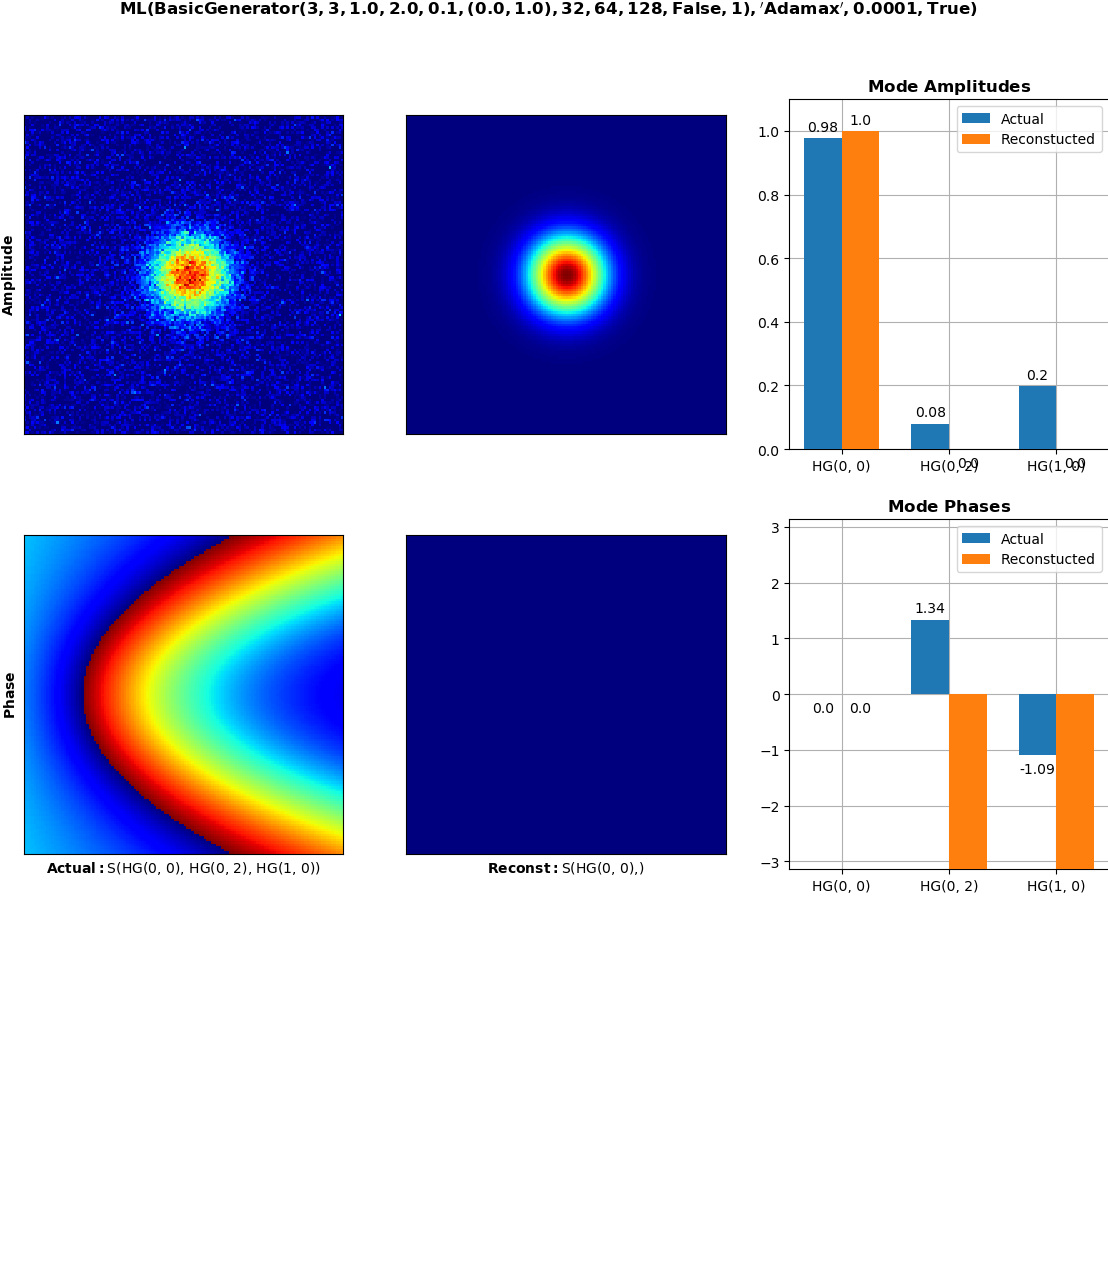 ML(BasicGenerator(3, 3, 1.0, 2.0, 0.1, (0.0, 1.0), 32, 64, 128, False, 1), 'Adamax', 0.0001, True)
Amplitude
Mode Amplitudes
Actual
Reconstucted
1.0
0.8
0.6
0.4
0.2
0.0
0.98
1.0
0.08
0.0
0.2
0.0
HG(0, 0)
HG(0, 2)
HG(1, 0)
Phase
Actual: S(HG(0, 0), HG(0, 2), HG(1, 0))
Reconst: S(HG(0, 0),)
Mode Phases
Actual
Reconstucted
3
2
1
0
−1
−2
−3
0.0
0.0
1.34
-1.09
HG(0, 0)
HG(0, 2)
HG(1, 0)